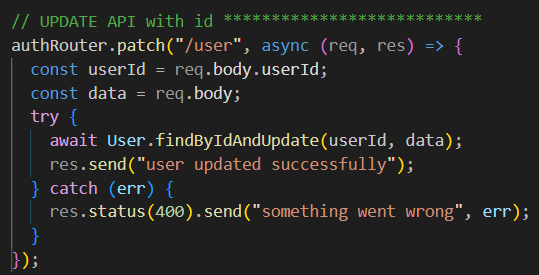 // UPDATE API with id ***************************
authRouter.patch("/user", async (req, res) => {
  const userId = req.body.userId;
  const data = req.body;
  try {
    await User.findByIdAndUpdate(userId, data);
    res.send("user updated successfully");
  } catch (err) {
    res.status(400).send("something went wrong", err);
  }
});